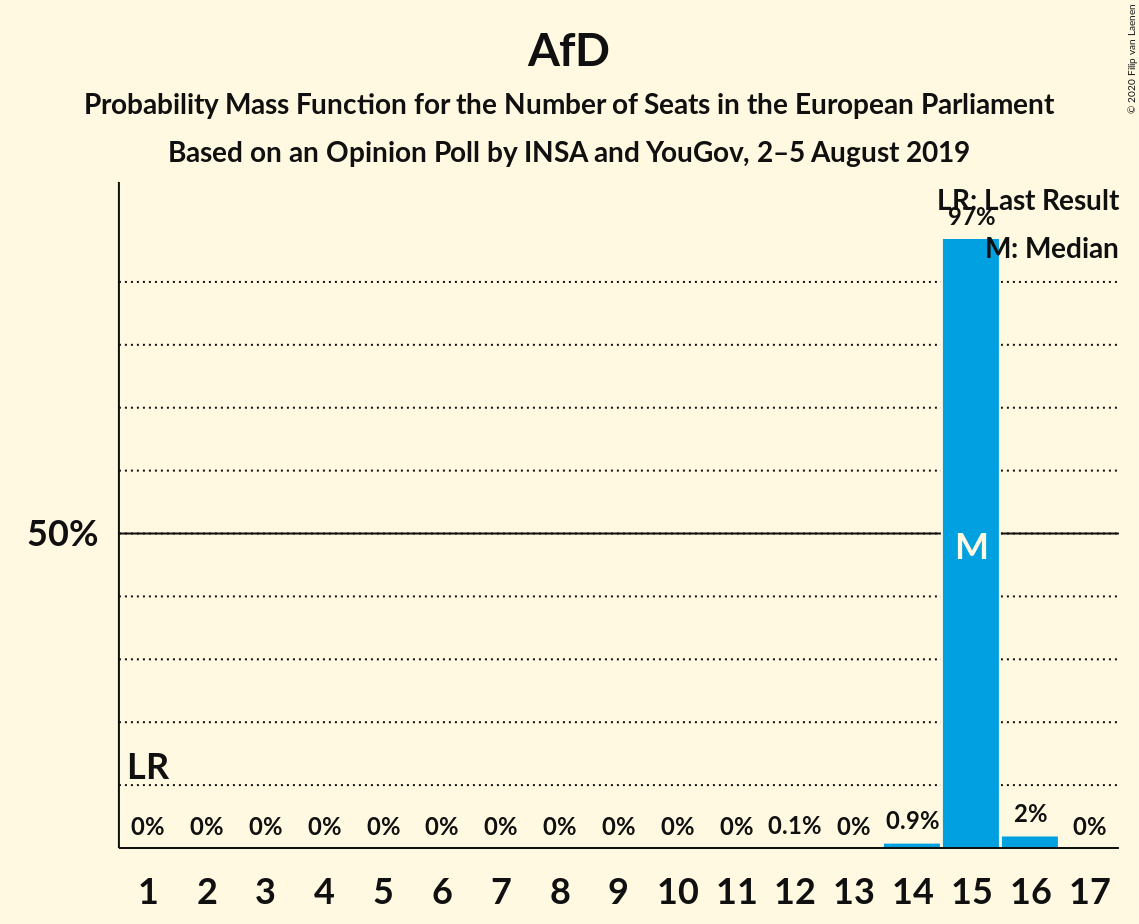 AfD
Probability Mass Function for the Number of Seats in the European Parliament
Based on an Opinion Poll by INSA and YouGov, 2–5 August 2019
© 2020 Filip van Laenen
LR: Last Result
97%
M: Median
50%
M
LR
0% 0% 0% 0% 0% 0% 0% 0% 0% 0% 0% 0.1% 0% 0.9% 2% 0%
1 2 3 4 5 6 7 8 9 10 11 12 13 14 15 16 17